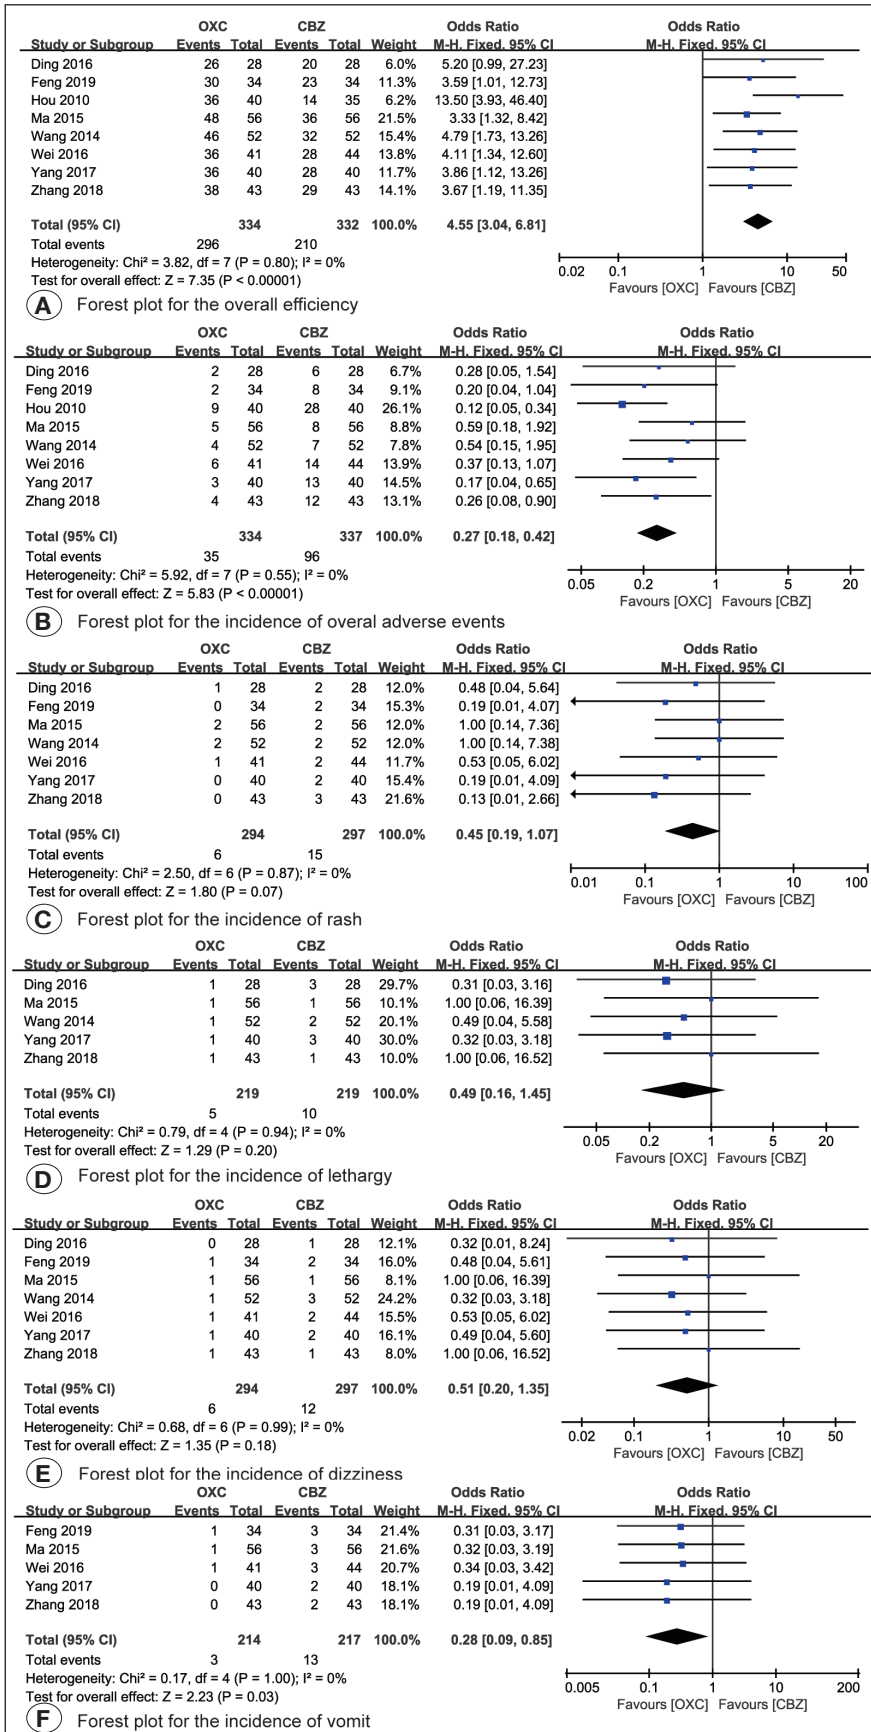 OXC CBZ Odds Ratio Odds Ratio
Study or Subgroup Events Total Events Total Weight M-H. Fixed. 95% CI M-H. Fixed. 95% CI
Ding 2016 26 28 20 28 6.0% 5.20 [0.99, 27.23]
Feng 2019 30 34 23 34 11.3% 3.59 [1.01, 12.73]
Hou 2010 36 40 14 35 6.2% 13.50 [3.93, 46.40]
Ma 2015 48 56 36 56 21.5% 3.33 [1.32, 8.42]
Wang 2014 46 52 32 52 15.4% 4.79 [1.73, 13.26]
Wei 2016 36 41 28 44 13.8% 4.11 [1.34, 12.60]
Yang 2017 36 40 28 40 11.7% 3.86 [1.12, 13.26]
Zhang 2018 38 43 29 43 14.1% 3.67 [1.19, 11.35]
Total (95% CI) 334 332 100.0% 4.55 [3.04, 6.81]
Total events 296 210
Heterogeneity: Chi² = 3.82, df = 7 (P = 0.80); I² = 0%
0.02 0.1 1 10 50
Test for overall effect: Z = 7.35 (P < 0.00001)
Favours [OXC] Favours [CBZ]
A Forest plot for the overall efficiency
OXC CBZ Odds Ratio Odds Ratio
Study or Subgroup Events Total Events Total Weight M-H. Fixed. 95% CI M-H. Fixed. 95% CI
Ding 2016 2 28 6 28 6.7% 0.28 [0.05, 1.54]
Feng 2019 2 34 8 34 9.1% 0.20 [0.04, 1.04]
Hou 2010 9 40 28 40 26.1% 0.12 [0.05, 0.34]
Ma 2015 5 56 8 56 8.8% 0.59 [0.18, 1.92]
Wang 2014 4 52 7 52 7.8% 0.54 [0.15, 1.95]
Wei 2016 6 41 14 44 13.9% 0.37 [0.13, 1.07]
Yang 2017 3 40 13 40 14.5% 0.17 [0.04, 0.65]
Zhang 2018 4 43 12 43 13.1% 0.26 [0.08, 0.90]
Total (95% CI) 334 337 100.0% 0.27 [0.18, 0.42]
Total events 35 96
Heterogeneity: Chi² = 5.92, df = 7 (P = 0.55); I² = 0%
0.05 0.2 1 5 20
Test for overall effect: Z = 5.83 (P < 0.00001)
Favours [OXC] Favours [CBZ]
B Forest plot for the incidence of overal adverse events
OXC CBZ Odds Ratio Odds Ratio
Study or Subgroup Events Total Events Total Weight M-H. Fixed. 95% CI M-H. Fixed. 95% CI
Ding 2016 1 28 2 28 12.0% 0.48 [0.04, 5.64]
Feng 2019 0 34 2 34 15.3% 0.19 [0.01, 4.07]
Ma 2015 2 56 2 56 12.0% 1.00 [0.14, 7.36]
Wang 2014 2 52 2 52 12.0% 1.00 [0.14, 7.38]
Wei 2016 1 41 2 44 11.7% 0.53 [0.05, 6.02]
Yang 2017 0 40 2 40 15.4% 0.19 [0.01, 4.09]
Zhang 2018 0 43 3 43 21.6% 0.13 [0.01, 2.66]
Total (95% CI) 294 297 100.0% 0.45 [0.19, 1.07]
Total events 6 15
Heterogeneity: Chi² = 2.50, df = 6 (P = 0.87); I² = 0%
0.01 0.1 1 10 100
Test for overall effect: Z = 1.80 (P = 0.07)
Favours [OXC] Favours [CBZ]
C Forest plot for the incidence of rash
OXC CBZ Odds Ratio Odds Ratio
Study or Subgroup Events Total Events Total Weight M-H. Fixed. 95% CI M-H. Fixed. 95% CI
Ding 2016 1 28 3 28 29.7% 0.31 [0.03, 3.16]
Ma 2015 1 56 1 56 10.1% 1.00 [0.06, 16.39]
Wang 2014 1 52 2 52 20.1% 0.49 [0.04, 5.58]
Yang 2017 1 40 3 40 30.0% 0.32 [0.03, 3.18]
Zhang 2018 1 43 1 43 10.0% 1.00 [0.06, 16.52]
Total (95% CI) 219 219 100.0% 0.49 [0.16, 1.45]
Total events 5 10
Heterogeneity: Chi² = 0.79, df = 4 (P = 0.94); I² = 0%
0.05 0.2 1 5 20
Test for overall effect: Z = 1.29 (P = 0.20)
Favours [OXC] Favours [CBZ]
D Forest plot for the incidence of lethargy
OXC CBZ Odds Ratio Odds Ratio
Study or Subgroup Events Total Events Total Weight M-H. Fixed. 95% CI M-H. Fixed. 95% CI
Ding 2016 0 28 1 28 12.1% 0.32 [0.01, 8.24]
Feng 2019 1 34 2 34 16.0% 0.48 [0.04, 5.61]
Ma 2015 1 56 1 56 8.1% 1.00 [0.06, 16.39]
Wang 2014 1 52 3 52 24.2% 0.32 [0.03, 3.18]
Wei 2016 1 41 2 44 15.5% 0.53 [0.05, 6.02]
Yang 2017 1 40 2 40 16.1% 0.49 [0.04, 5.60]
Zhang 2018 1 43 1 43 8.0% 1.00 [0.06, 16.52]
Total (95% CI) 294 297 100.0% 0.51 [0.20, 1.35]
Total events 6 12
Heterogeneity: Chi² = 0.68, df = 6 (P = 0.99); I² = 0%
0.02 0.1 1 10 50
Test for overall effect: Z = 1.35 (P = 0.18)
Favours [OXC] Favours [CBZ]
E Forest plot for the incidence of dizziness
OXC CBZ Odds Ratio Odds Ratio
Study or Subgroup Events Total Events Total Weight M-H. Fixed. 95% CI M-H. Fixed. 95% CI
Feng 2019 1 34 3 34 21.4% 0.31 [0.03, 3.17]
Ma 2015 1 56 3 56 21.6% 0.32 [0.03, 3.19]
Wei 2016 1 41 3 44 20.7% 0.34 [0.03, 3.42]
Yang 2017 0 40 2 40 18.1% 0.19 [0.01, 4.09]
Zhang 2018 0 43 2 43 18.1% 0.19 [0.01, 4.09]
Total (95% CI) 214 217 100.0% 0.28 [0.09, 0.85]
Total events 3 13
Heterogeneity: Chi² = 0.17, df = 4 (P = 1.00); I² = 0%
0.005 0.1 1 10 200
Test for overall effect: Z = 2.23 (P = 0.03)
Favours [OXC] Favours [CBZ]
F Forest plot for the incidence of vomit